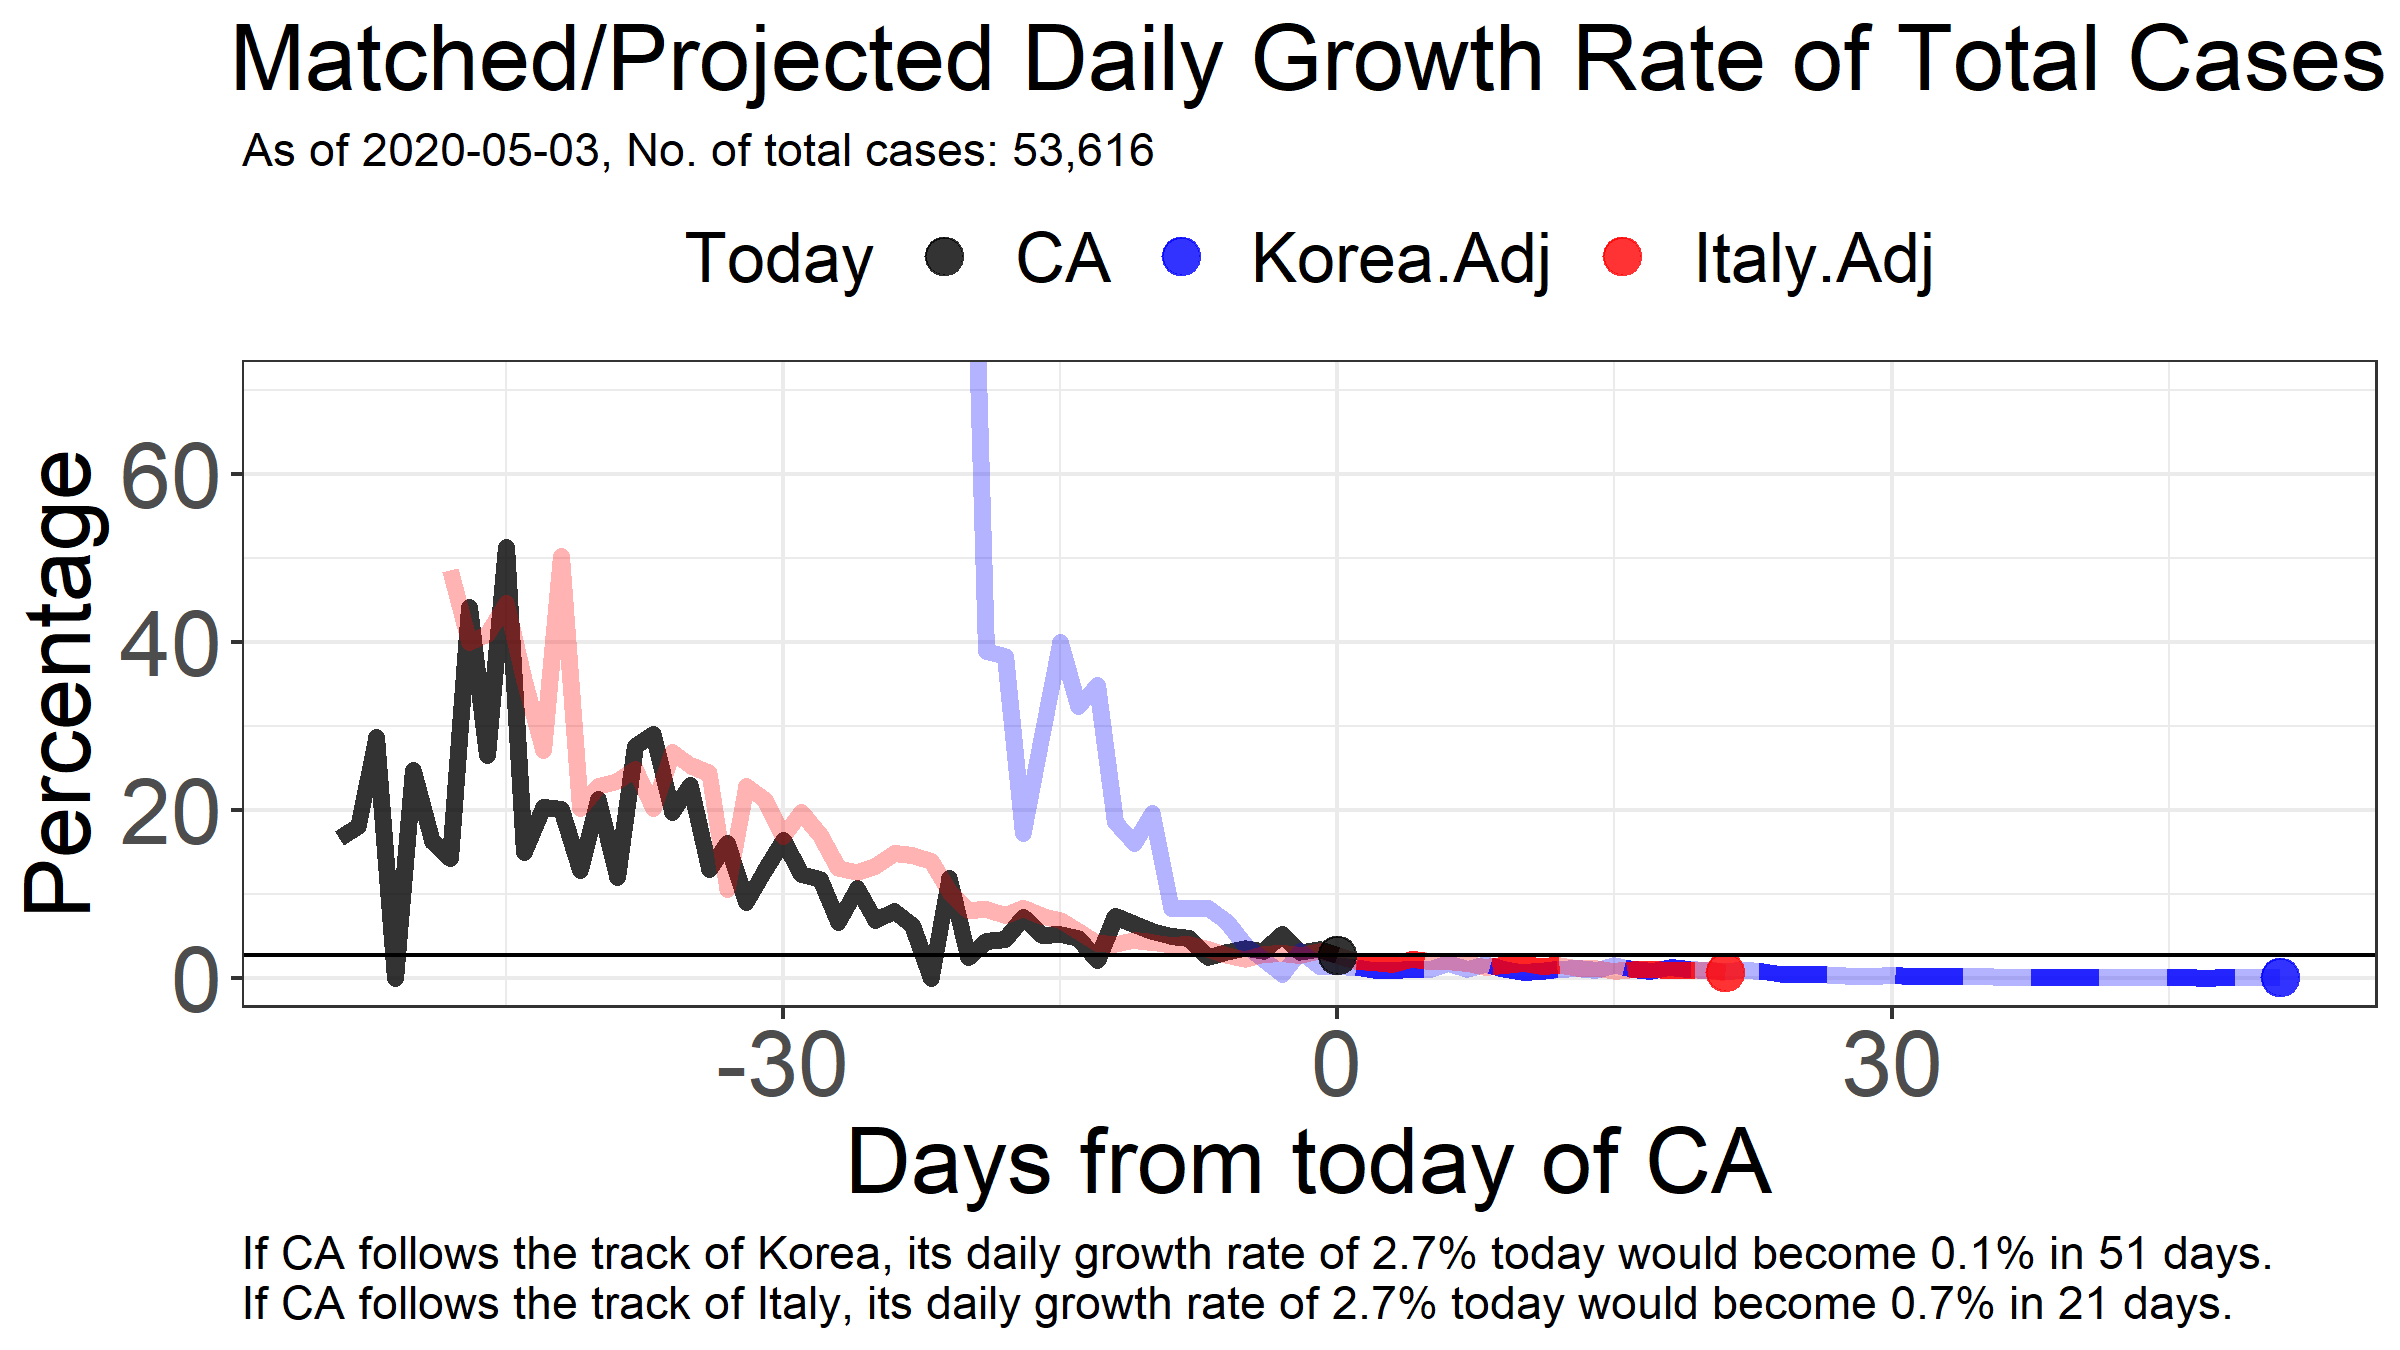 Matched/Projected Daily Growth Rate of Total Cases
As of 2020-05-03, No. of total cases: 53,616
Today CA Korea.Adj Italy.Adj
Percentage
60
40
20
0
-30 0 30
Days from today of CA
If CA follows the track of Korea, its daily growth rate of 2.7% today would become 0.1% in 51 days.
If CA follows the track of Italy, its daily growth rate of 2.7% today would become 0.7% in 21 days.